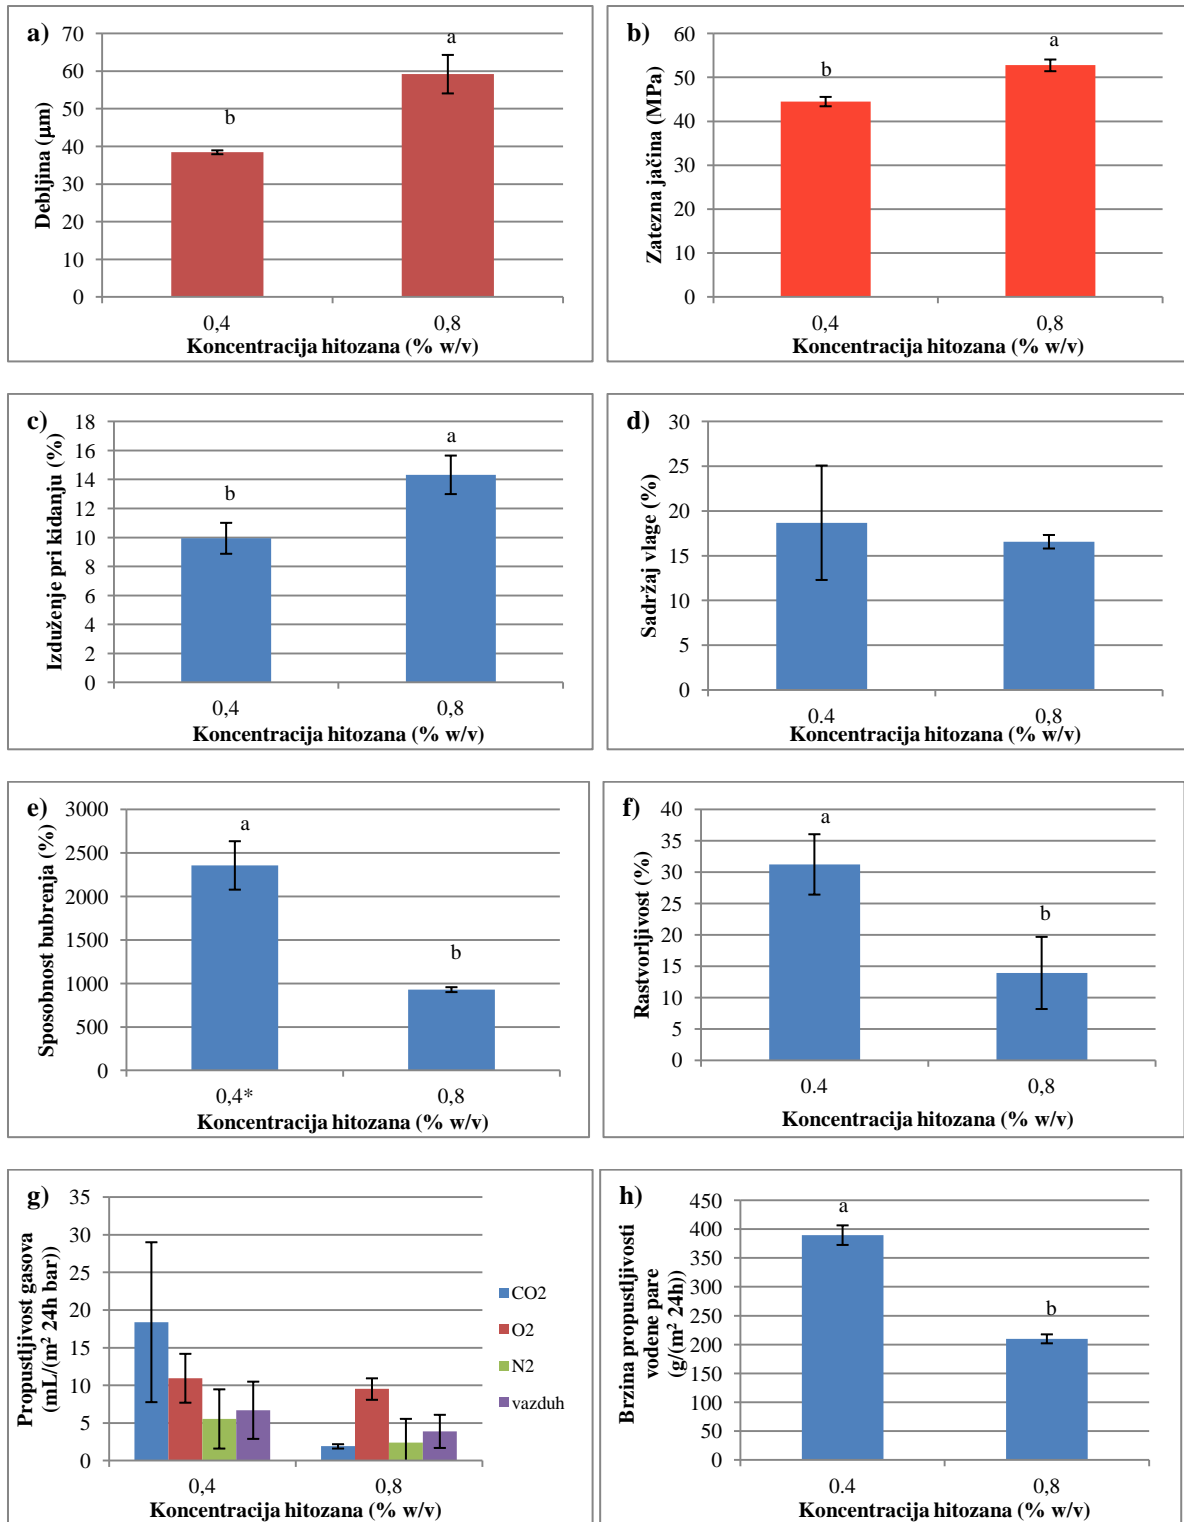 a)
Debljina (µm)
70
60
50
40
30
20
10
0
b
a
0,4
0,8
Koncentracija hitozana (% w/v)
b)
Zatezna jačina (MPa)
60
50
40
30
20
10
0
b
a
0,4
0,8
Koncentracija hitozana (% w/v)
c)
Izduženje pri kidanju (%)
18
16
14
12
10
8
6
4
2
0
b
a
0,4
0,8
Koncentracija hitozana (% w/v)
d)
Sadržaj vlage (%)
30
25
20
15
10
5
0
0.4
0,8
Koncentracija hitozana (% w/v)
e)
Sposobnost bubrenja (%)
3000
2500
2000
1500
1000
500
0
a
b
0,4*
0,8
Koncentracija hitozana (% w/v)
f)
Rastvorljivost (%)
40
35
30
25
20
15
10
5
0
a
b
0.4
0,8
Koncentracija hitozana (% w/v)
g)
Propustljivost gasova
(mL/(m² 24h bar))
35
30
25
20
15
10
5
0
0,4
0,8
Koncentracija hitozana (% w/v)
CO2
O2
N2
vazduh
h)
Brzina propustljivosti
vodene pare
(g/(m² 24h))
450
400
350
300
250
200
150
100
50
0
a
b
0.4
0,8
Koncentracija hitozana (% w/v)